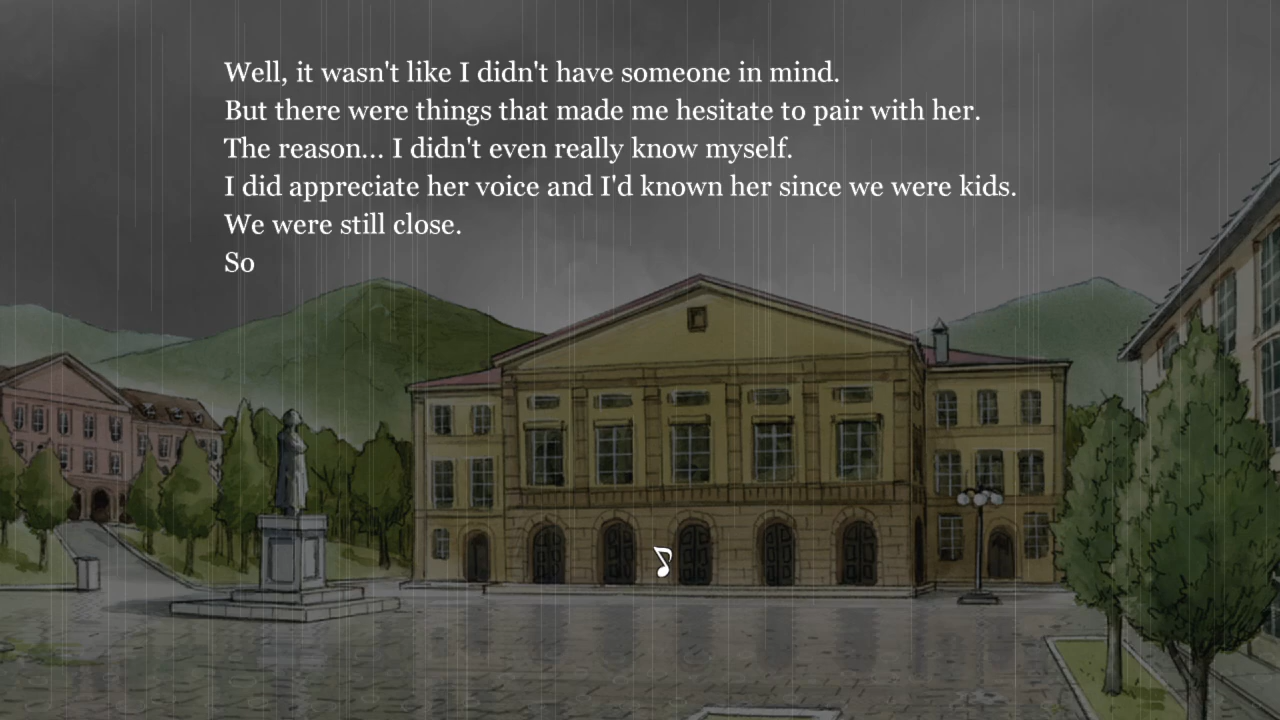 Well, it wasn't like I didn't have someone in mind.
But there were things that made me hesitate to pair with her.
The reason... I didn't even really know myself.
I did appreciate her voice and I'd known her since we were kids.
We were still close.
So